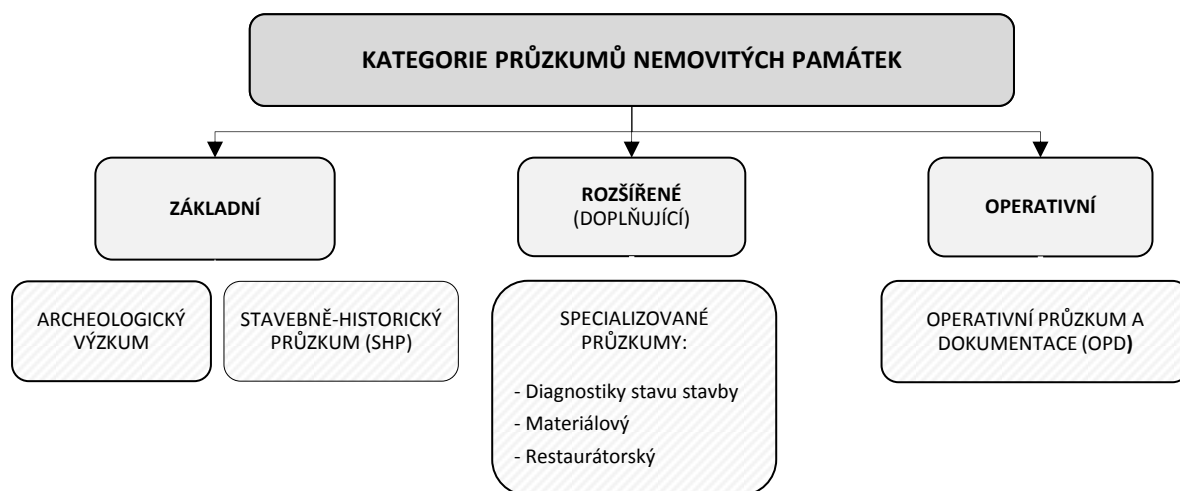 KATEGORIE PRŮZKUMŮ NEMOVITÝCH PAMÁTEK
ZÁKLADNÍ
ROZŠÍŘENÉ
(DOPLŇUJÍCÍ)
OPERATIVNÍ
ARCHEOLOGICKÝ
VÝZKUM
STAVEBNĚ-HISTORICKÝ
PRŮZKUM (SHP)
SPECIALIZOVANÉ
PRŮZKUMY:
- Diagnostiky stavu stavby
- Materiálový
- Restaurátorský
OPERATIVNÍ PRŮZKUM A
DOKUMENTACE (OPD)